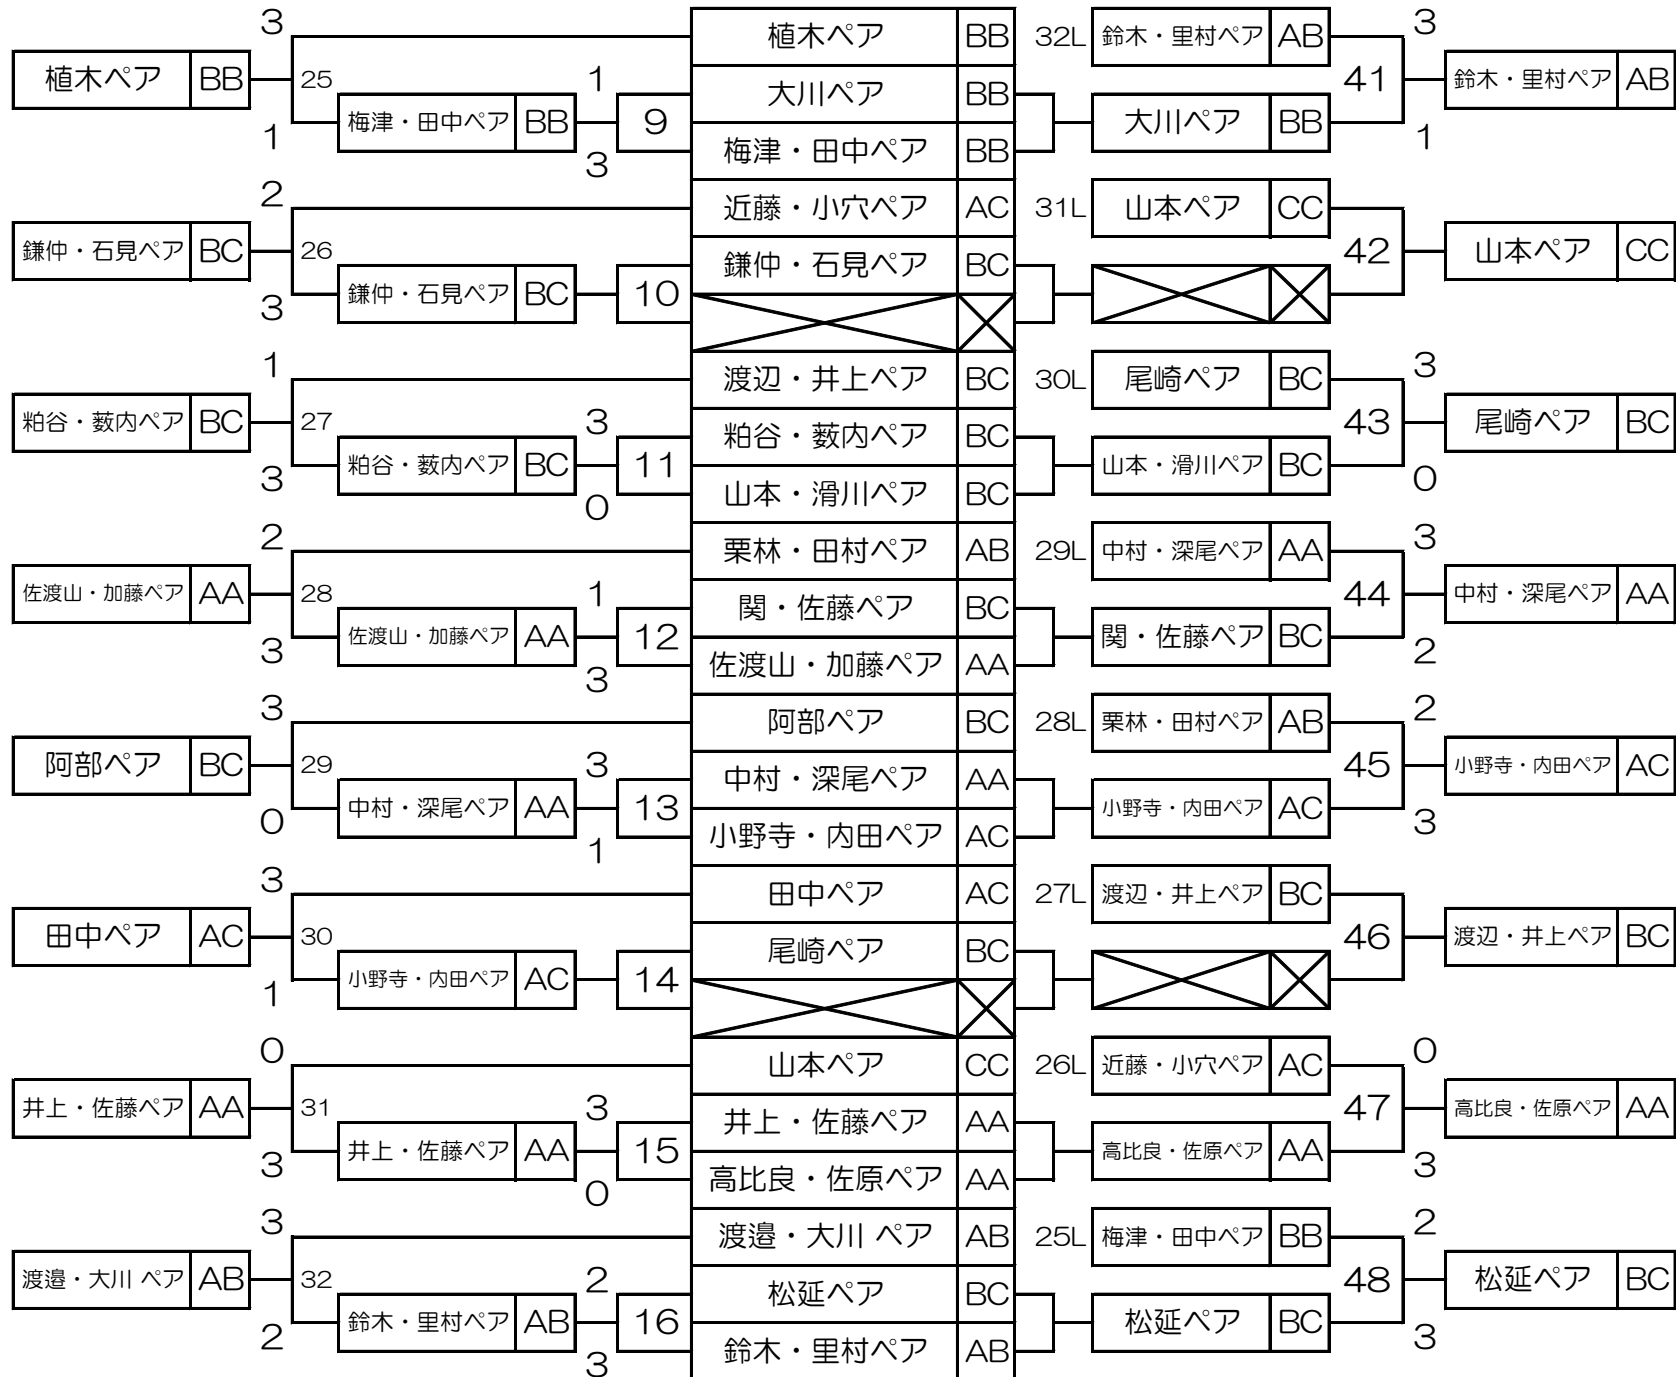 3 植木ペア BB 32L 鈴木・里村ペア AB 3
植木ペア BB 25 1 大川ペア BB 41 鈴木・里村ペア AB
梅津・田中ペア BB 9 大川ペア BB
1 3 梅津・田中ペア BB 1
2 近藤・小穴ペア AC 31L 山本ペア CC
鎌仲・石見ペア BC 26 鎌仲・石見ペア BC 42 山本ペア CC
3 鎌仲・石見ペア BC 10
1 渡辺・井上ペア BC 30L 尾崎ペア BC 3
粕谷・薮内ペア BC 27 3 粕谷・薮内ペア BC 43 尾崎ペア BC
3 粕谷・薮内ペア BC 11 山本・滑川ペア BC 0
0 山本・滑川ペア BC
2 栗林・田村ペア AB 29L 中村・深尾ペア AA 3
佐渡山・加藤ペア AA 28 1 関・佐藤ペア BC 44 中村・深尾ペア AA
3 佐渡山・加藤ペア AA 12 関・佐藤ペア BC 2
3 佐渡山・加藤ペア AA
3 阿部ペア BC 28L 栗林・田村ペア AB 2
阿部ペア BC 29 3 中村・深尾ペア AA 45 小野寺・内田ペア AC
0 中村・深尾ペア AA 13 小野寺・内田ペア AC 3
1 小野寺・内田ペア AC
3 田中ペア AC 27L 渡辺・井上ペア BC
田中ペア AC 30 尾崎ペア BC 46 渡辺・井上ペア BC
1 小野寺・内田ペア AC 14
0 山本ペア CC 26L 近藤・小穴ペア AC 0
井上・佐藤ペア AA 31 3 井上・佐藤ペア AA 47 高比良・佐原ペア AA
3 井上・佐藤ペア AA 15 高比良・佐原ペア AA 3
0 高比良・佐原ペア AA
3 渡邉・大川 ペア AB 25L 梅津・田中ペア BB 2
渡邉・大川 ペア AB 32 2 松延ペア BC 48 松延ペア BC
2 鈴木・里村ペア AB 16 松延ペア BC 3
3 鈴木・里村ペア AB